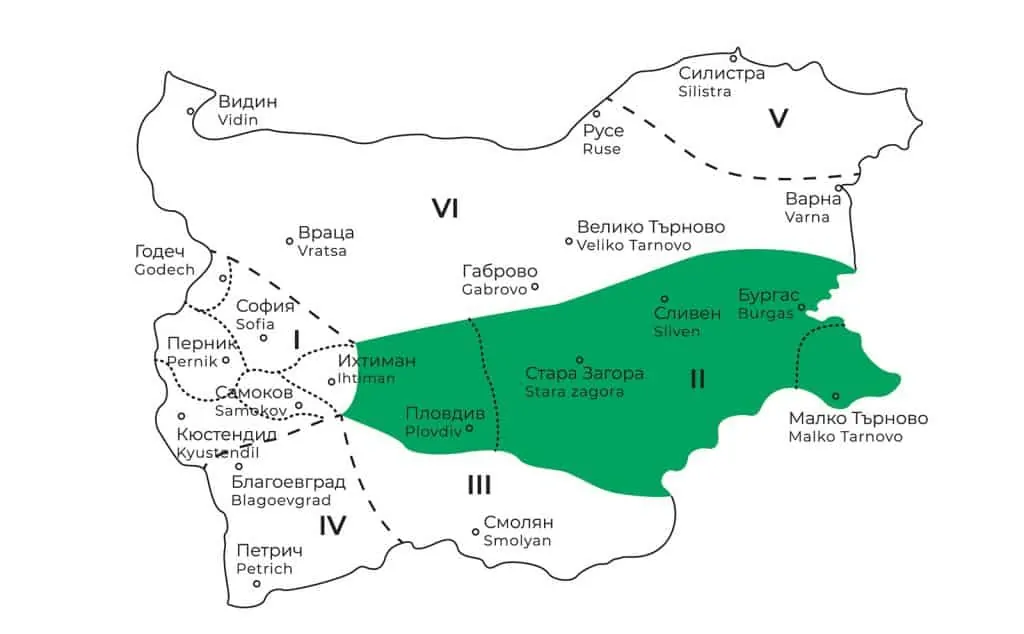 Силистра
Silistra
V
Видин
Vidin
Русе
Ruse
Варна
Varna
VI
Велико Търново
Veliko Tarnovo
Враца
Vratsa
Годеч
Godech
Габрово
Gabrovo
София
Sofia
Сливен
Sliven
Бургас
Burgas
I
Перник
Pernik
Ихтиман
Ihtiman
Стара Загора
Stara zagora
II
Самоков
Samokov
Пловдив
Plovdiv
Малко Търново
Malko Tarnovo
Кюстендил
Kyustendil
Благоевград
Blagoevgrad
III
IV
Смолян
Smolyan
Петрич
Petrich